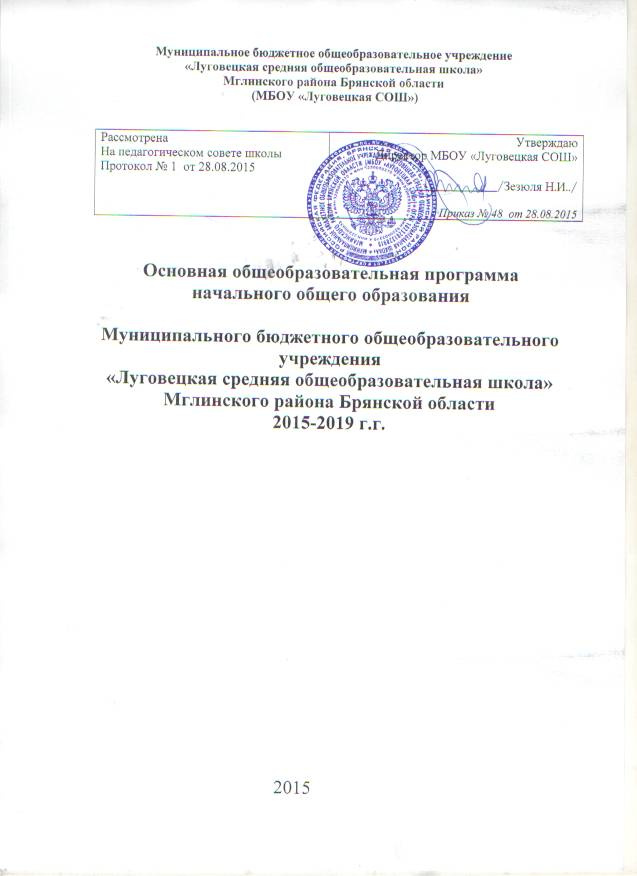 Муниципальное бюджетное общеобразовательное учреждение
«Луговецкая средняя общеобразовательная школа»
Мглинского района Брянской области
(МБОУ «Луговецкая СОШ»)
Рассмотрена
На педагогическом совете школы
Протокол № 1 от 28.08.2015
Утверждаю
Директор МБОУ «Луговецкая СОШ»
/Зезюля Н.И../
Приказ № 48 от 28.08.2015
Основная общеобразовательная программа
начального общего образования
Муниципального бюджетного общеобразовательного
учреждения
«Луговецкая средняя общеобразовательная школа»
Мглинского района Брянской области
2015-2019 г.г.
2015